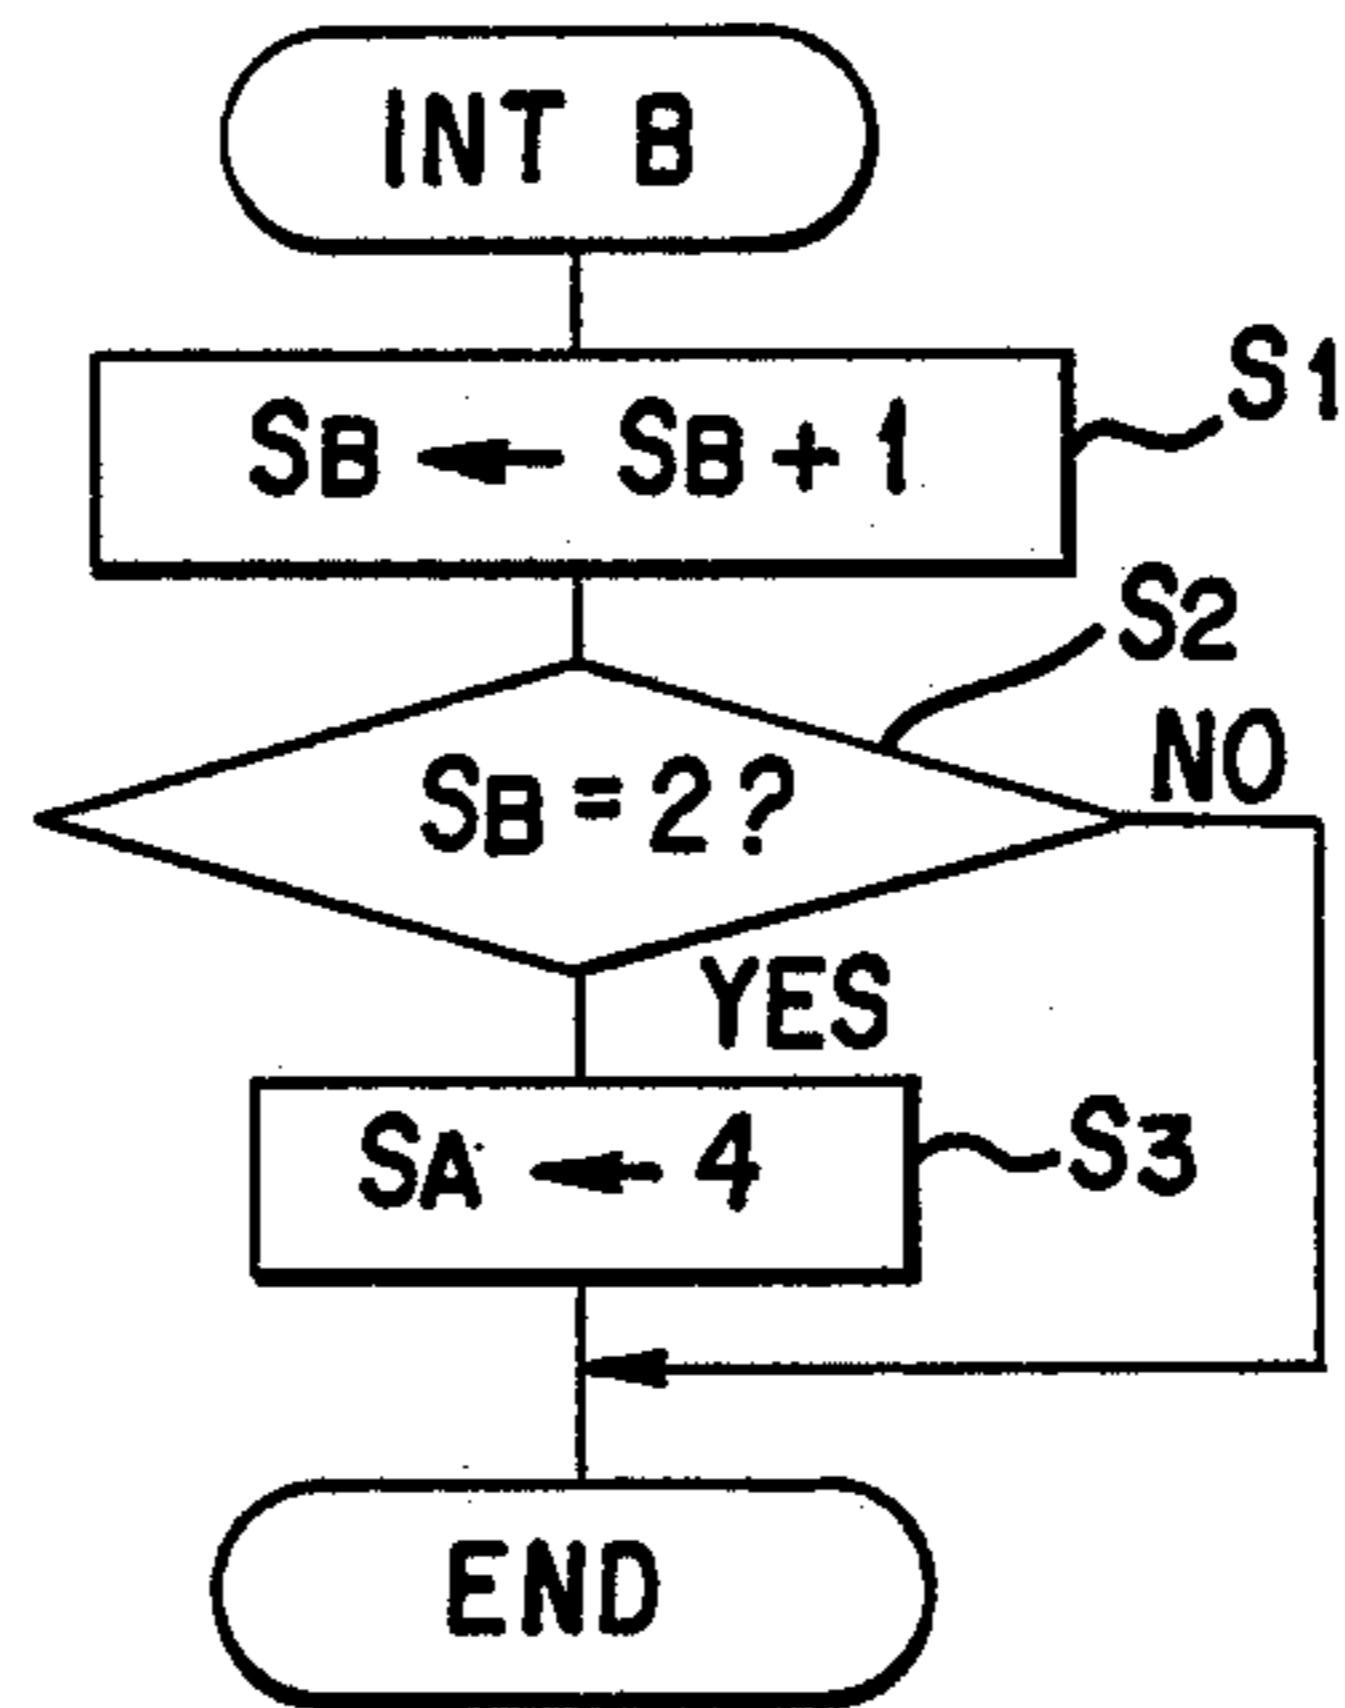 INT B
SB ← SB + 1
S1
S2
SB = 2 ?
NO
YES
SA ← 4
S3
END